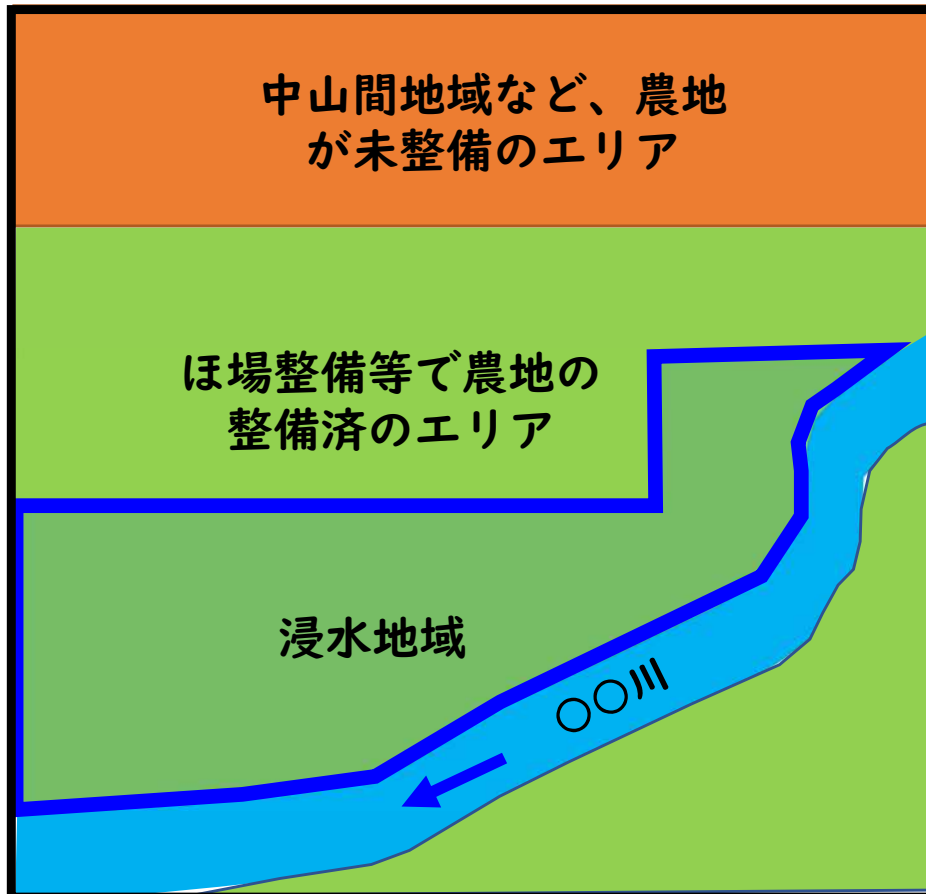 中山間地域など、農地
が未整備のエリア
ほ場整備等で農地の
整備済のエリア
浸水地域
○○川